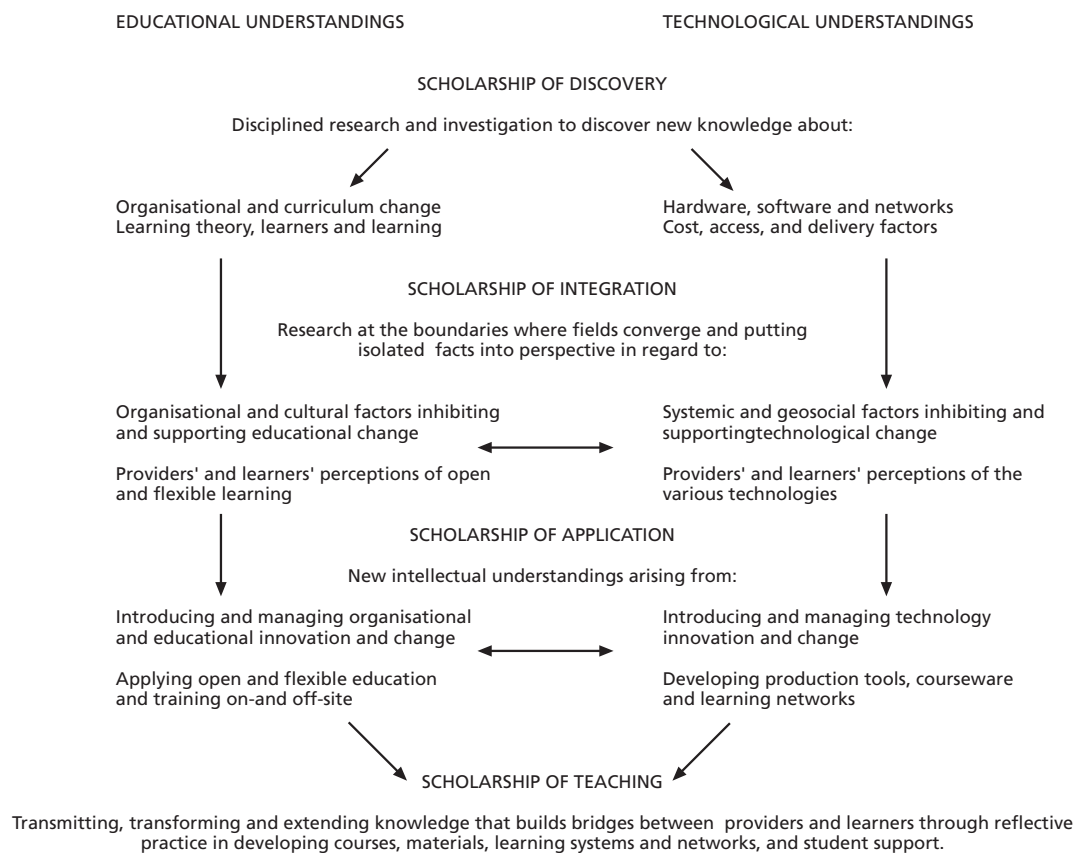 EDUCATIONAL UNDERSTANDINGS
TECHNOLOGICAL UNDERSTANDINGS
SCHOLARSHIP OF DISCOVERY
Disciplined research and investigation to discover new knowledge about:
Organisational and curriculum change
Learning theory, learners and learning
Hardware, software and networks
Cost, access, and delivery factors
SCHOLARSHIP OF INTEGRATION
Research at the boundaries where fields converge and putting
isolated facts into perspective in regard to:
Organisational and cultural factors inhibiting
and supporting educational change
Providers' and learners' perceptions of open
and flexible learning
Systemic and geosocial factors inhibiting and
supportingtechnological change
Providers' and learners' perceptions of the
various technologies
SCHOLARSHIP OF APPLICATION
New intellectual understandings arising from:
Introducing and managing organisational
and educational innovation and change
Applying open and flexible education
and training on-and off-site
Introducing and managing technology
innovation and change
Developing production tools, courseware
and learning networks
SCHOLARSHIP OF TEACHING
Transmitting, transforming and extending knowledge that builds bridges between providers and learners through reflective
practice in developing courses, materials, learning systems and networks, and student support.